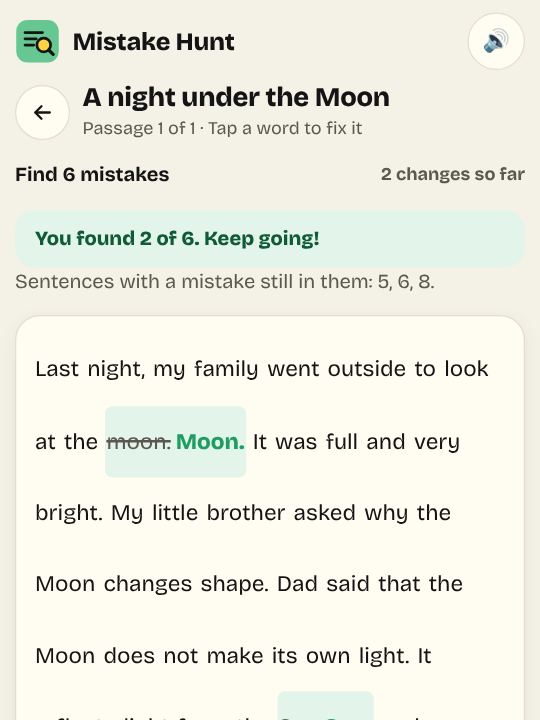 Mistake Hunt
A night under the Moon
Passage 1 of 1 · Tap a word to fix it
Find 6 mistakes
2 changes so far
You found 2 of 6. Keep going!
Sentences with a mistake still in them: 5, 6, 8.
Last night, my family went outside to look
at the moon. Moon. It was full and very
bright. My little brother asked why the
Moon changes shape. Dad said that the
Moon does not make its own light. It